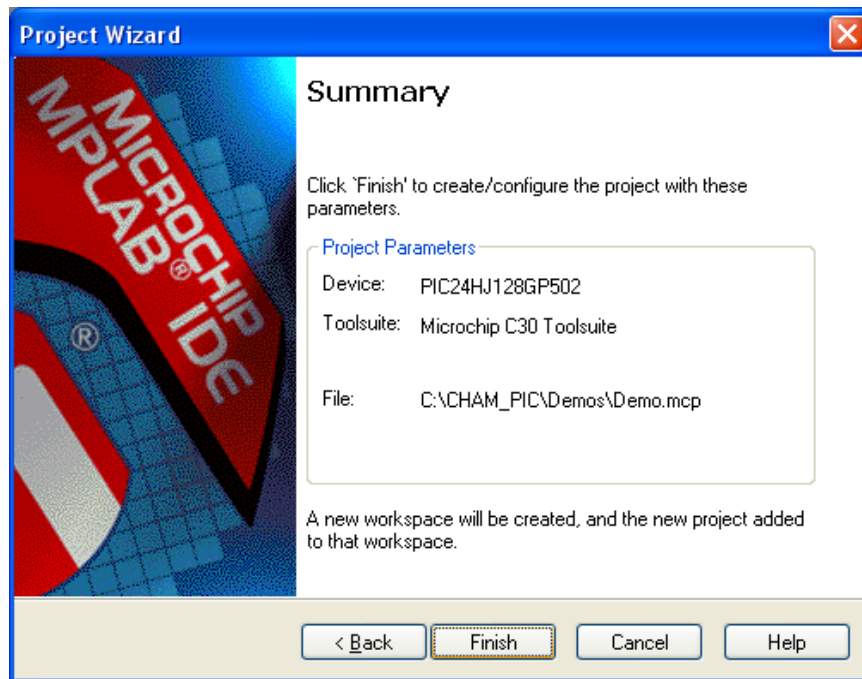 Project Wizard
MICROCHIP
MPLAB® IDE
®
Summary
Click `Finish' to create/configure the project with these
parameters.
Project Parameters
Device: PIC24HJ128GP502
Toolsuite: Microchip C30 Toolsuite
File: C:\CHAM_PIC\Demos\Demo.mcp
A new workspace will be created, and the new project added
to that workspace.
< Back Finish Cancel Help